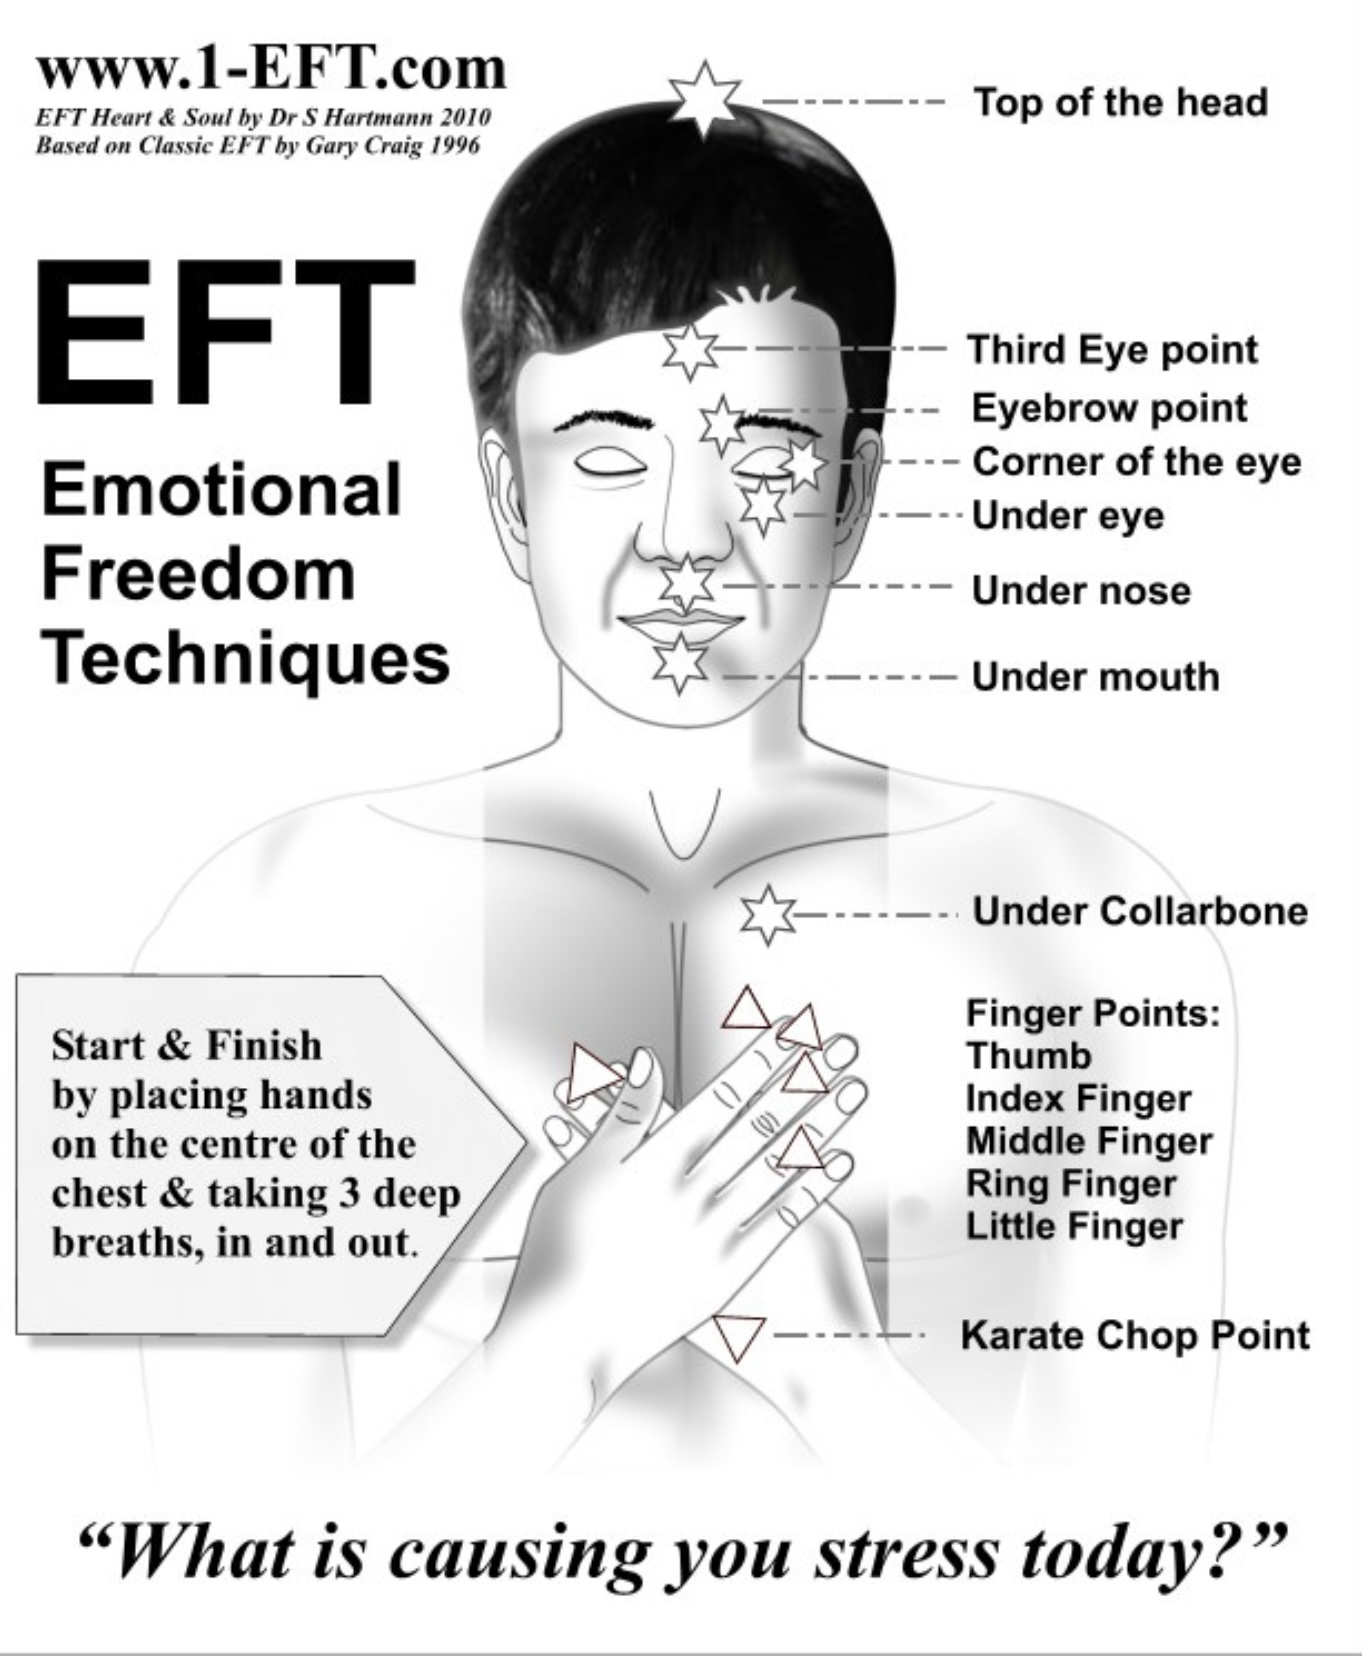 www.1-EFT.com
EFT Heart & Soul by Dr S Hartmann 2010
Based on Classic EFT by Gary Craig 1996
EFT
Emotional
Freedom
Techniques
Top of the head
Third Eye point
Eyebrow point
Corner of the eye
Under eye
Under nose
Under mouth
Under Collarbone
Start & Finish
by placing hands
on the centre of the
chest & taking 3 deep
breaths, in and out.
Finger Points:
Thumb
Index Finger
Middle Finger
Ring Finger
Little Finger
Karate Chop Point
“What is causing you stress today?”